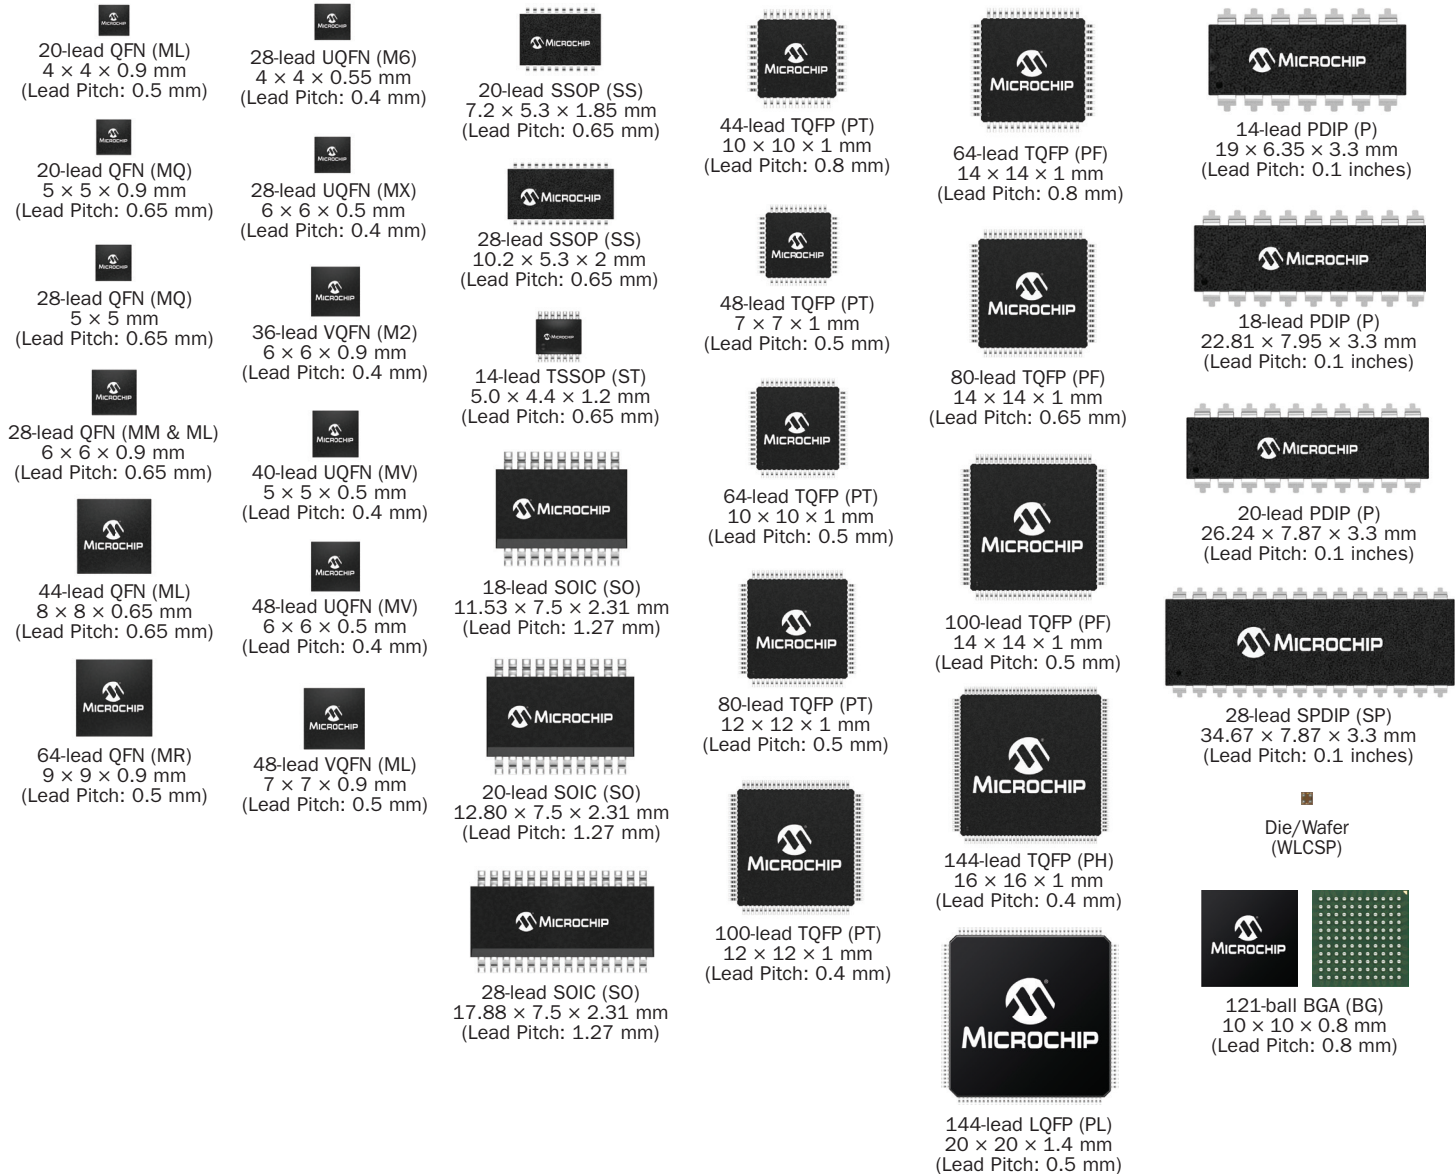 MICROCHIP
20-lead QFN (ML)
4 × 4 × 0.9 mm
(Lead Pitch: 0.5 mm)
MICROCHIP
20-lead QFN (MQ)
5 × 5 × 0.9 mm
(Lead Pitch: 0.65 mm)
MICROCHIP
28-lead QFN (MQ)
5 × 5 mm
(Lead Pitch: 0.65 mm)
MICROCHIP
28-lead QFN (MM & ML)
6 × 6 × 0.9 mm
(Lead Pitch: 0.65 mm)
MICROCHIP
44-lead QFN (ML)
8 × 8 × 0.65 mm
(Lead Pitch: 0.65 mm)
MICROCHIP
64-lead QFN (MR)
9 × 9 × 0.9 mm
(Lead Pitch: 0.5 mm)
MICROCHIP
28-lead UQFN (M6)
4 × 4 × 0.55 mm
(Lead Pitch: 0.4 mm)
MICROCHIP
28-lead UQFN (MX)
6 × 6 × 0.5 mm
(Lead Pitch: 0.4 mm)
MICROCHIP
36-lead VQFN (M2)
6 × 6 × 0.9 mm
(Lead Pitch: 0.4 mm)
MICROCHIP
40-lead UQFN (MV)
5 × 5 × 0.5 mm
(Lead Pitch: 0.4 mm)
MICROCHIP
48-lead UQFN (MV)
6 × 6 × 0.5 mm
(Lead Pitch: 0.4 mm)
MICROCHIP
48-lead VQFN (ML)
7 × 7 × 0.9 mm
(Lead Pitch: 0.5 mm)
MICROCHIP
20-lead SSOP (SS)
7.2 × 5.3 × 1.85 mm
(Lead Pitch: 0.65 mm)
MICROCHIP
28-lead SSOP (SS)
10.2 × 5.3 × 2 mm
(Lead Pitch: 0.65 mm)
MICROCHIP
14-lead TSSOP (ST)
5.0 × 4.4 × 1.2 mm
(Lead Pitch: 0.65 mm)
MICROCHIP
18-lead SOIC (SO)
11.53 × 7.5 × 2.31 mm
(Lead Pitch: 1.27 mm)
MICROCHIP
20-lead SOIC (SO)
12.80 × 7.5 × 2.31 mm
(Lead Pitch: 1.27 mm)
MICROCHIP
28-lead SOIC (SO)
17.88 × 7.5 × 2.31 mm
(Lead Pitch: 1.27 mm)
MICROCHIP
44-lead TQFP (PT)
10 × 10 × 1 mm
(Lead Pitch: 0.8 mm)
MICROCHIP
48-lead TQFP (PT)
7 × 7 × 1 mm
(Lead Pitch: 0.5 mm)
MICROCHIP
64-lead TQFP (PT)
10 × 10 × 1 mm
(Lead Pitch: 0.5 mm)
MICROCHIP
80-lead TQFP (PT)
12 × 12 × 1 mm
(Lead Pitch: 0.5 mm)
MICROCHIP
100-lead TQFP (PT)
12 × 12 × 1 mm
(Lead Pitch: 0.4 mm)
MICROCHIP
64-lead TQFP (PF)
14 × 14 × 1 mm
(Lead Pitch: 0.8 mm)
MICROCHIP
80-lead TQFP (PF)
14 × 14 × 1 mm
(Lead Pitch: 0.65 mm)
MICROCHIP
100-lead TQFP (PF)
14 × 14 × 1 mm
(Lead Pitch: 0.5 mm)
MICROCHIP
144-lead TQFP (PH)
16 × 16 × 1 mm
(Lead Pitch: 0.4 mm)
MICROCHIP
144-lead LQFP (PL)
20 × 20 × 1.4 mm
(Lead Pitch: 0.5 mm)
MICROCHIP
14-lead PDIP (P)
19 × 6.35 × 3.3 mm
(Lead Pitch: 0.1 inches)
MICROCHIP
18-lead PDIP (P)
22.81 × 7.95 × 3.3 mm
(Lead Pitch: 0.1 inches)
MICROCHIP
20-lead PDIP (P)
26.24 × 7.87 × 3.3 mm
(Lead Pitch: 0.1 inches)
MICROCHIP
28-lead SPDIP (SP)
34.67 × 7.87 × 3.3 mm
(Lead Pitch: 0.1 inches)
Die/Wafer
(WLCSP)
MICROCHIP
121-ball BGA (BG)
10 × 10 × 0.8 mm
(Lead Pitch: 0.8 mm)